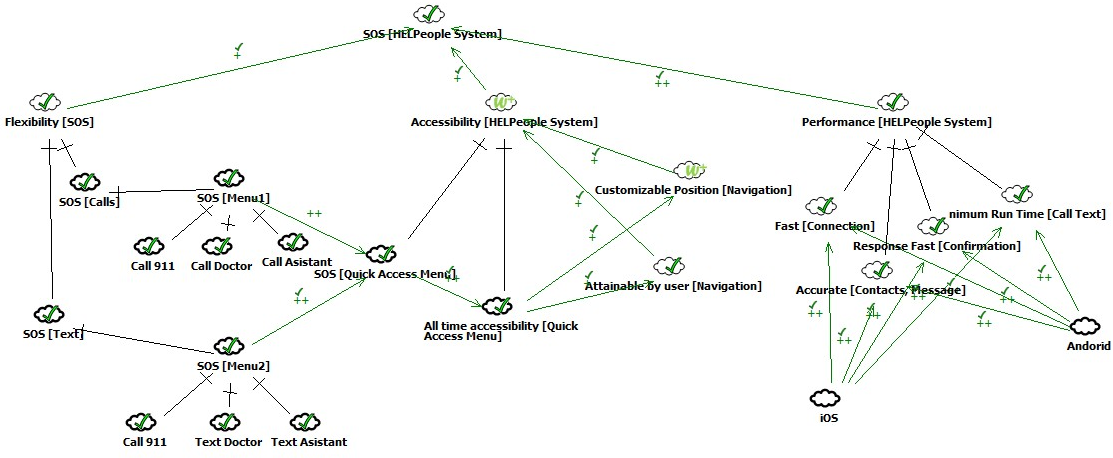 SOS [HELPeople System]
+
+
++
Flexibility [SOS]
W+
Accessibility [HELPeople System]
Performance [HELPeople System]
+
W+
Customizable Position [Navigation]
SOS [Calls]
SOS [Menu1]
++
+
+
Fast [Connection]
nimum Run Time [Call Text]
Call 911
Call Doctor
Call Asistant
SOS [Quick Access Menu]
Response Fast [Confirmation]
++
+
Attainable by user [Navigation]
Accurate [Contacts, Message]
++
++
++
++
++
++
++
++
++
SOS [Text]
All time accessibility [Quick
Access Menu]
Andorid
SOS [Menu2]
iOS
Call 911
Text Doctor
Text Asistant